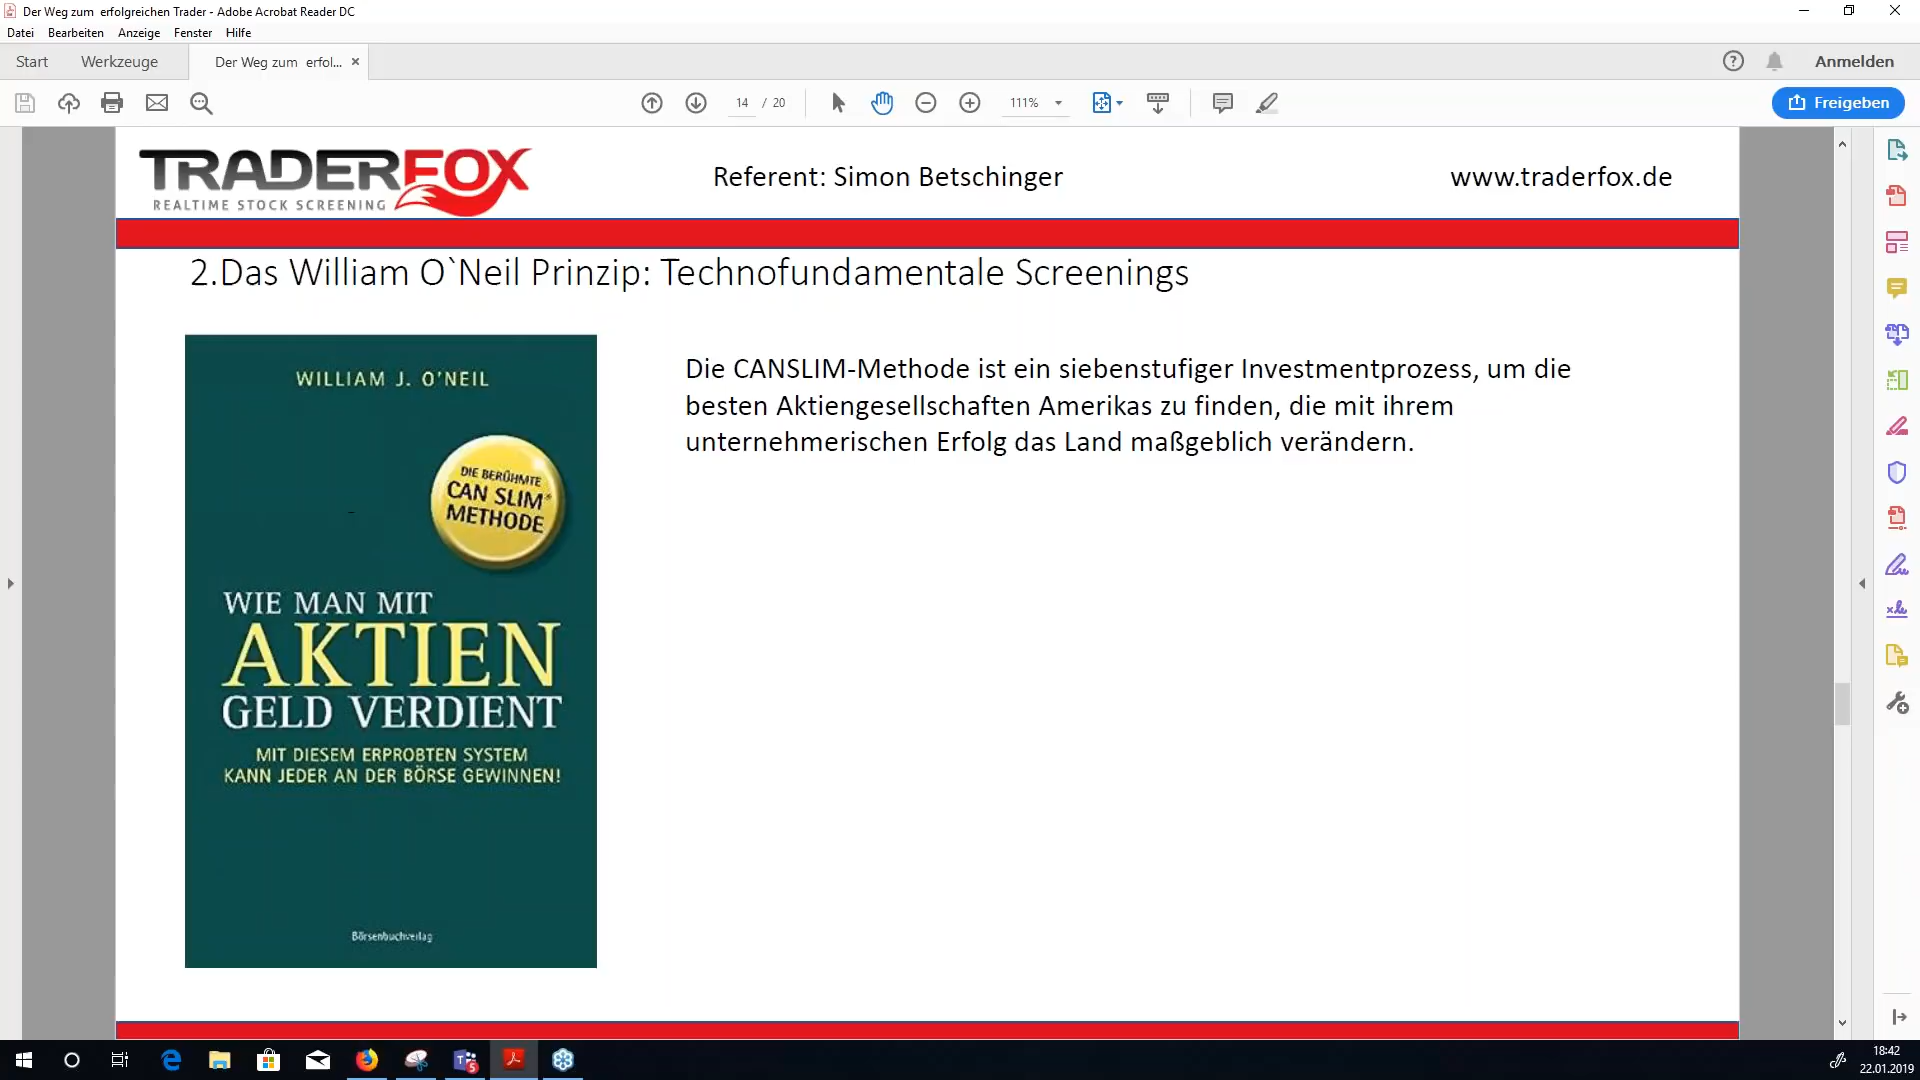 Der Weg zum  erfolgreichen Trader - Adobe Acrobat Reader DC
Datei Bearbeiten Anzeige Fenster Hilfe
Start Werkzeuge Der Weg zum  erfol... × Anmelden
14 / 20 111% Freigeben
TRADERFOX
REALTIME STOCK SCREENING
Referent: Simon Betschinger
www.traderfox.de
2.Das William O`Neil Prinzip: Technofundamentale Screenings
WILLIAM J. O'NEIL
DIE BERÜHMTE
CAN SLIM®
METHODE
WIE MAN MIT
AKTIEN
GELD VERDIENT
MIT DIESEM ERPROBTEN SYSTEM
KANN JEDER AN DER BÖRSE GEWINNEN!
Börsenbuchverlag
Die CANSLIM-Methode ist ein siebenstufiger Investmentprozess, um die
besten Aktiengesellschaften Amerikas zu finden, die mit ihrem
unternehmerischen Erfolg das Land maßgeblich verändern.
18:42
22.01.2019